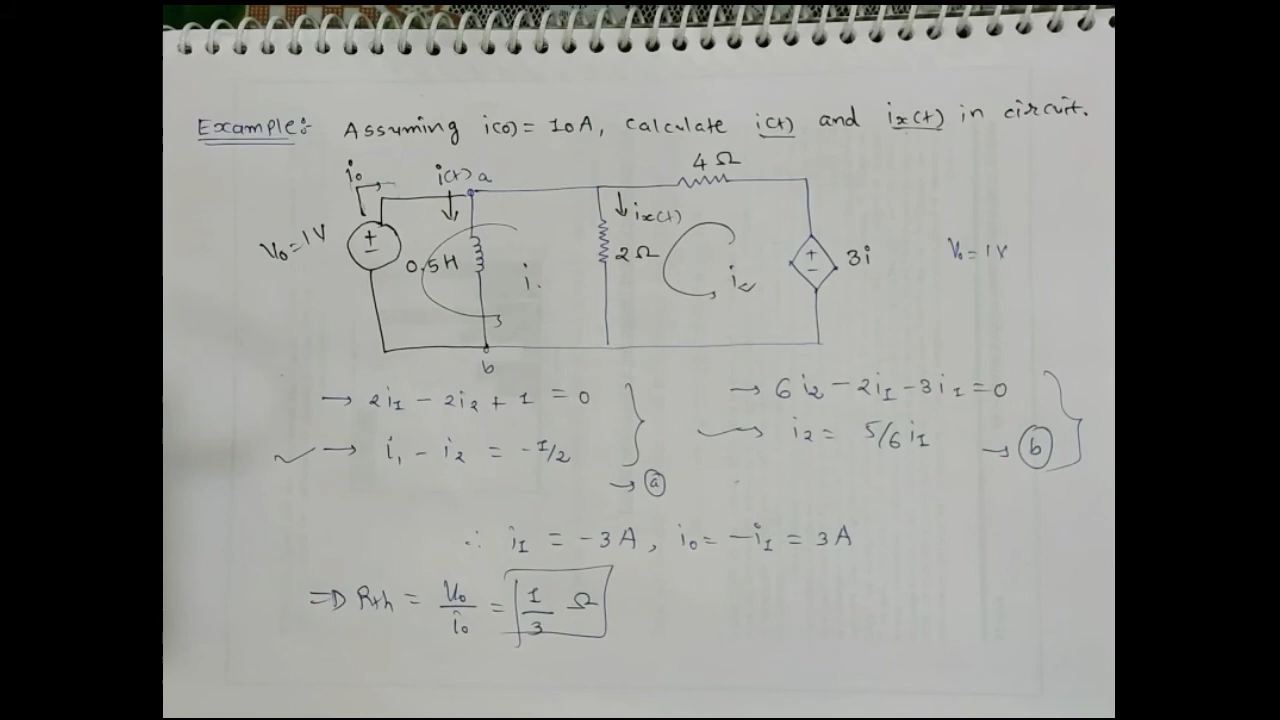 Example: Assuming i(0) = 10A, calculate i(t) and ix(t) in circuit.
i0 i(t) a 4Ω
V0 = 1V + − 0.5H i1 ix(t) 2Ω i2 + − 3i V0 = 1V
b
→ 2i1 − 2i2 + 1 = 0 → 6i2 − 2i1 − 3i1 = 0
→ i1 − i2 = −1/2 → i2 = 5/6 i1 → b
→ a
∴ i1 = −3A, i0 = −i1 = 3A
⇒ Rth = V0/i0 = 1/3 Ω